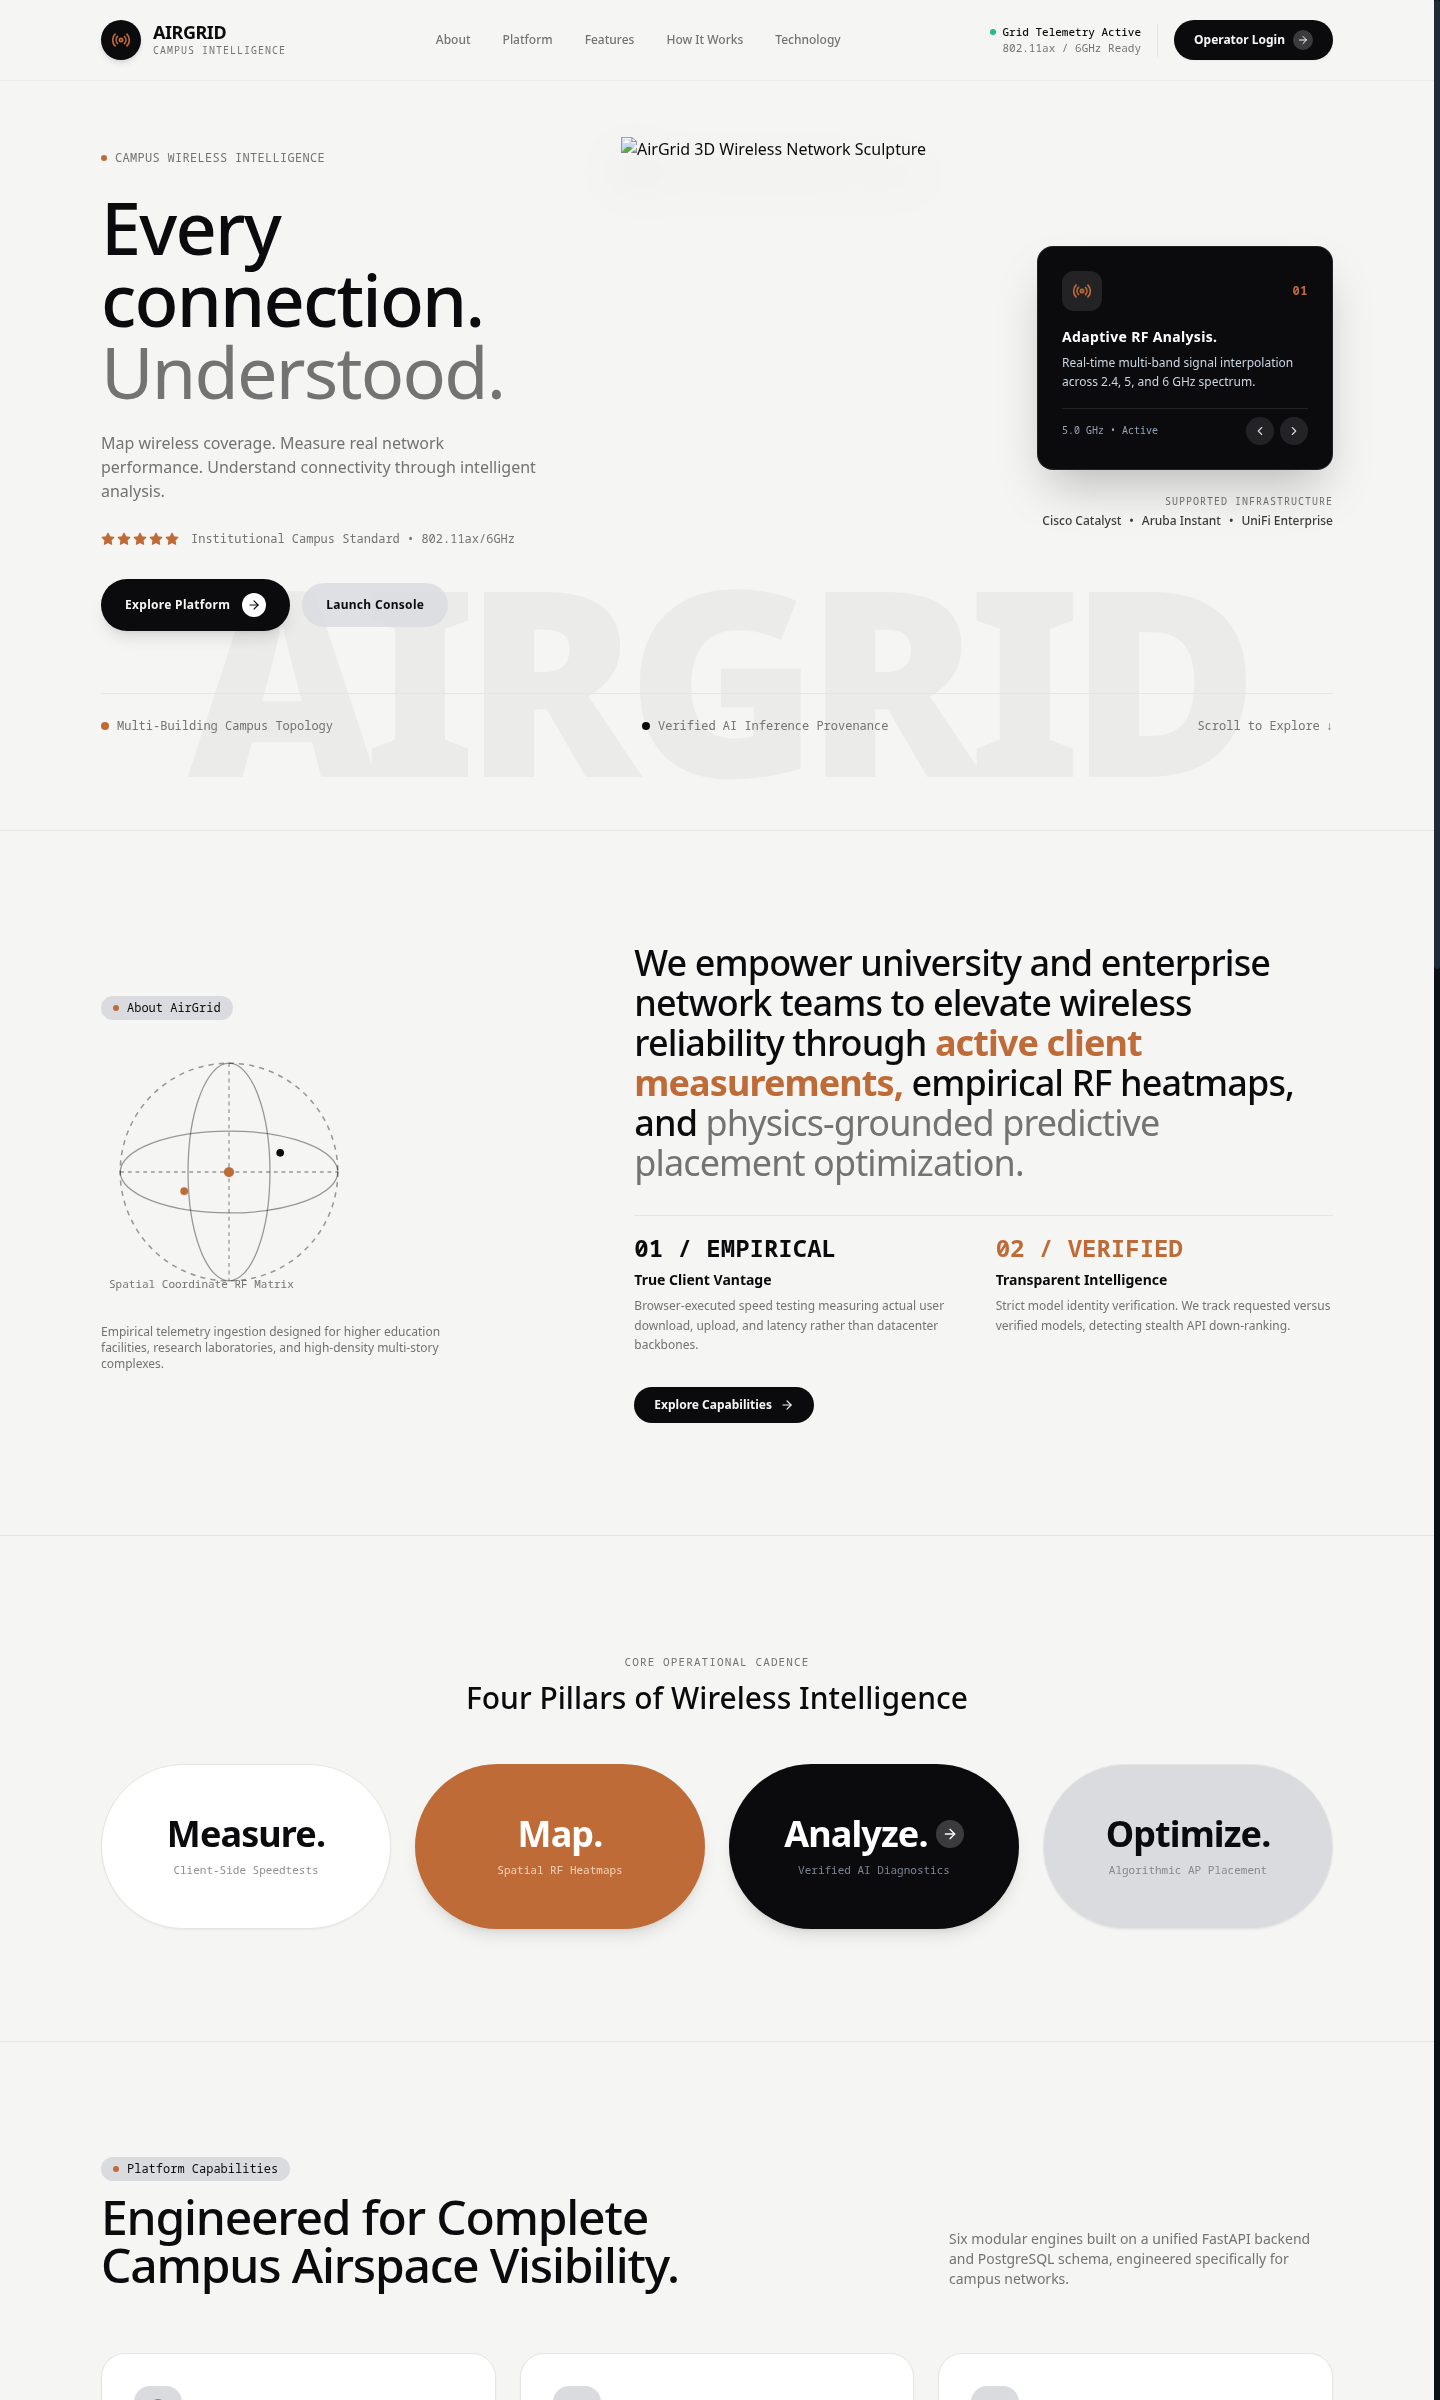 AIRGRID
CAMPUS INTELLIGENCE
About
Platform
Features
How It Works
Technology
Grid Telemetry Active
802.11ax / 6GHz Ready
Operator Login
CAMPUS WIRELESS INTELLIGENCE
Every
connection.
Understood.
Map wireless coverage. Measure real network
performance. Understand connectivity through intelligent
analysis.
Institutional Campus Standard • 802.11ax/6GHz
Explore Platform
Launch Console
AirGrid 3D Wireless Network Sculpture
01
Adaptive RF Analysis.
Real-time multi-band signal interpolation
across 2.4, 5, and 6 GHz spectrum.
5.0 GHz • Active
SUPPORTED INFRASTRUCTURE
Cisco Catalyst • Aruba Instant • UniFi Enterprise
AIRGRID
Multi-Building Campus Topology
Verified AI Inference Provenance
Scroll to Explore ↓
About AirGrid
Spatial Coordinate RF Matrix
Empirical telemetry ingestion designed for higher education
facilities, research laboratories, and high-density multi-story
complexes.
We empower university and enterprise
network teams to elevate wireless
reliability through active client
measurements, empirical RF heatmaps,
and physics-grounded predictive
placement optimization.
01 / EMPIRICAL
True Client Vantage
Browser-executed speed testing measuring actual user
download, upload, and latency rather than datacenter
backbones.
02 / VERIFIED
Transparent Intelligence
Strict model identity verification. We track requested versus
verified models, detecting stealth API down-ranking.
Explore Capabilities
CORE OPERATIONAL CADENCE
Four Pillars of Wireless Intelligence
Measure.
Client-Side Speedtests
Map.
Spatial RF Heatmaps
Analyze.
Verified AI Diagnostics
Optimize.
Algorithmic AP Placement
Platform Capabilities
Engineered for Complete
Campus Airspace Visibility.
Six modular engines built on a unified FastAPI backend
and PostgreSQL schema, engineered specifically for
campus networks.